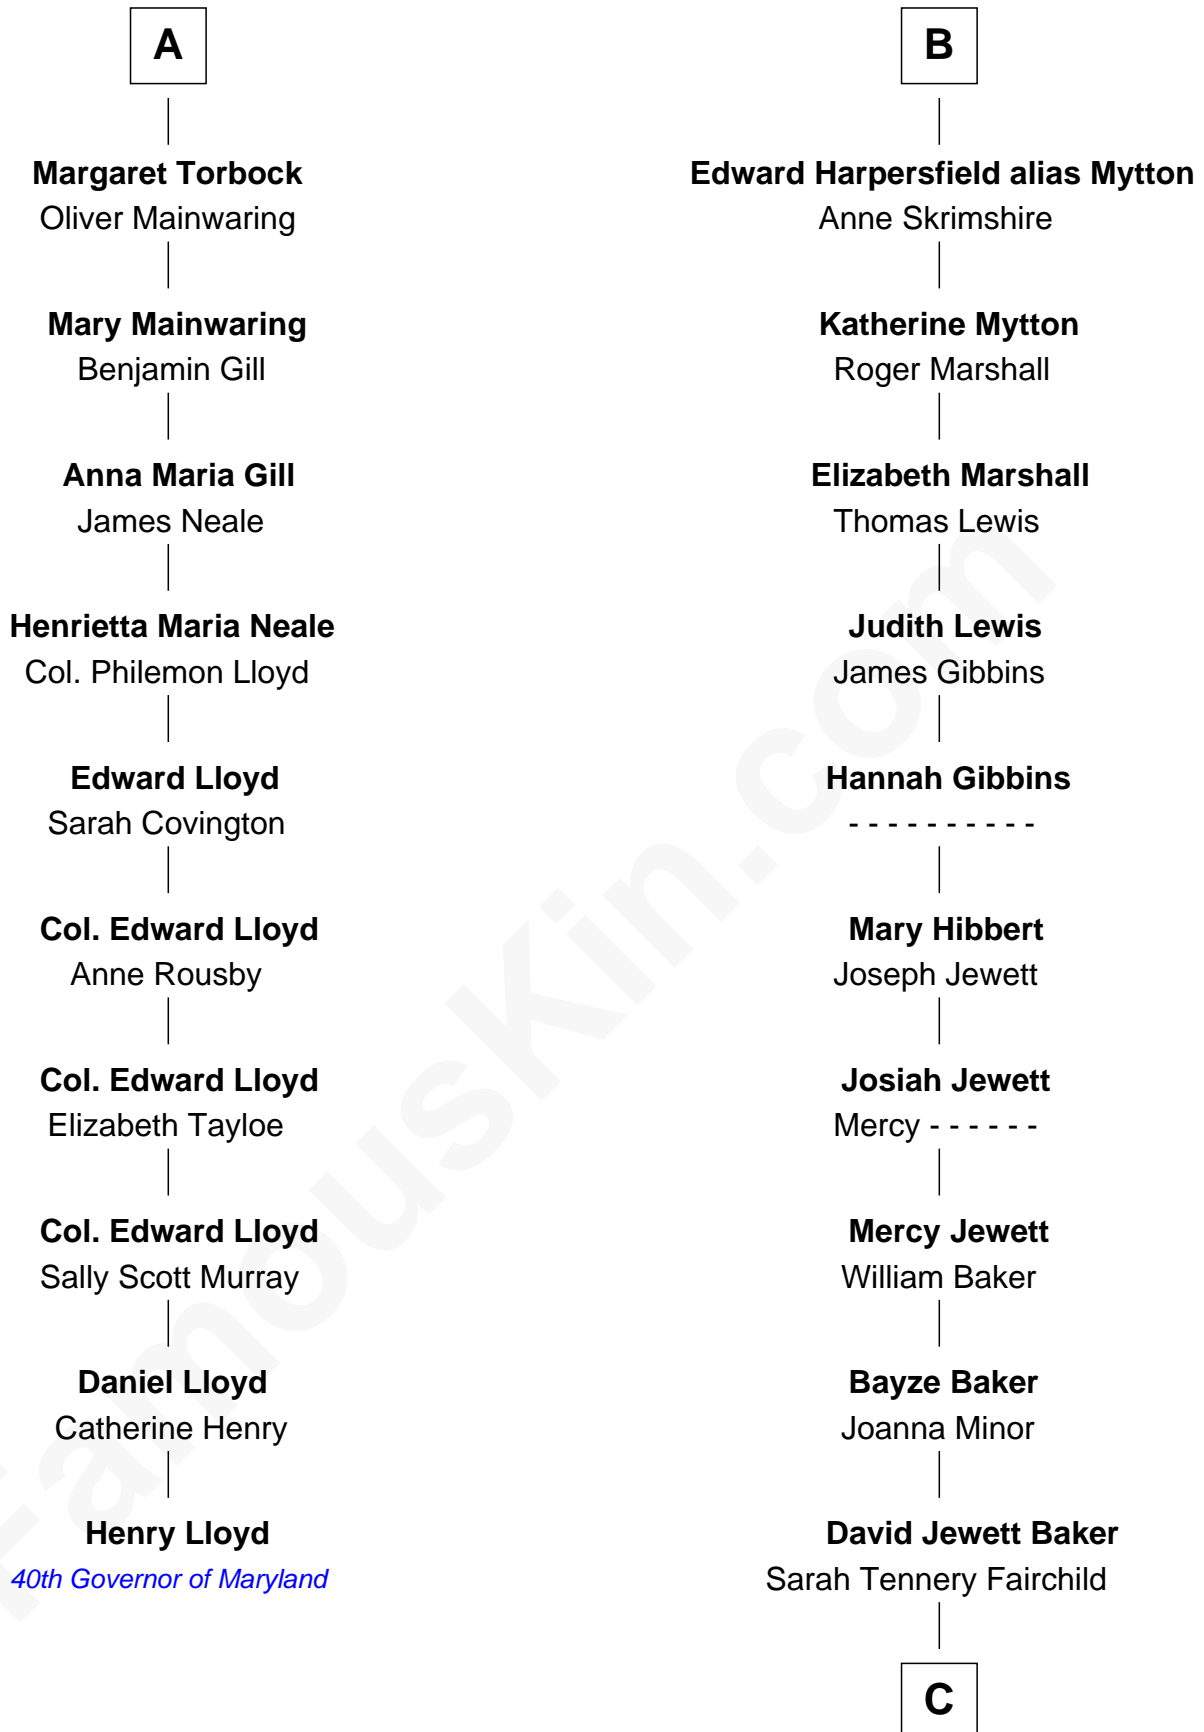 A
Margaret Torbock
Oliver Mainwaring
Mary Mainwaring
Benjamin Gill
Anna Maria Gill
James Neale
Henrietta Maria Neale
Col. Philemon Lloyd
Edward Lloyd
Sarah Covington
Col. Edward Lloyd
Anne Rousby
Col. Edward Lloyd
Elizabeth Tayloe
Col. Edward Lloyd
Sally Scott Murray
Daniel Lloyd
Catherine Henry
Henry Lloyd
40th Governor of Maryland
B
Edward Harpersfield alias Mytton
Anne Skrimshire
Katherine Mytton
Roger Marshall
Elizabeth Marshall
Thomas Lewis
Judith Lewis
James Gibbins
Hannah Gibbins
- - - - - - - - - -
Mary Hibbert
Joseph Jewett
Josiah Jewett
Mercy - - - - - -
Mercy Jewett
William Baker
Bayze Baker
Joanna Minor
David Jewett Baker
Sarah Tennery Fairchild
C
FamousKin.com